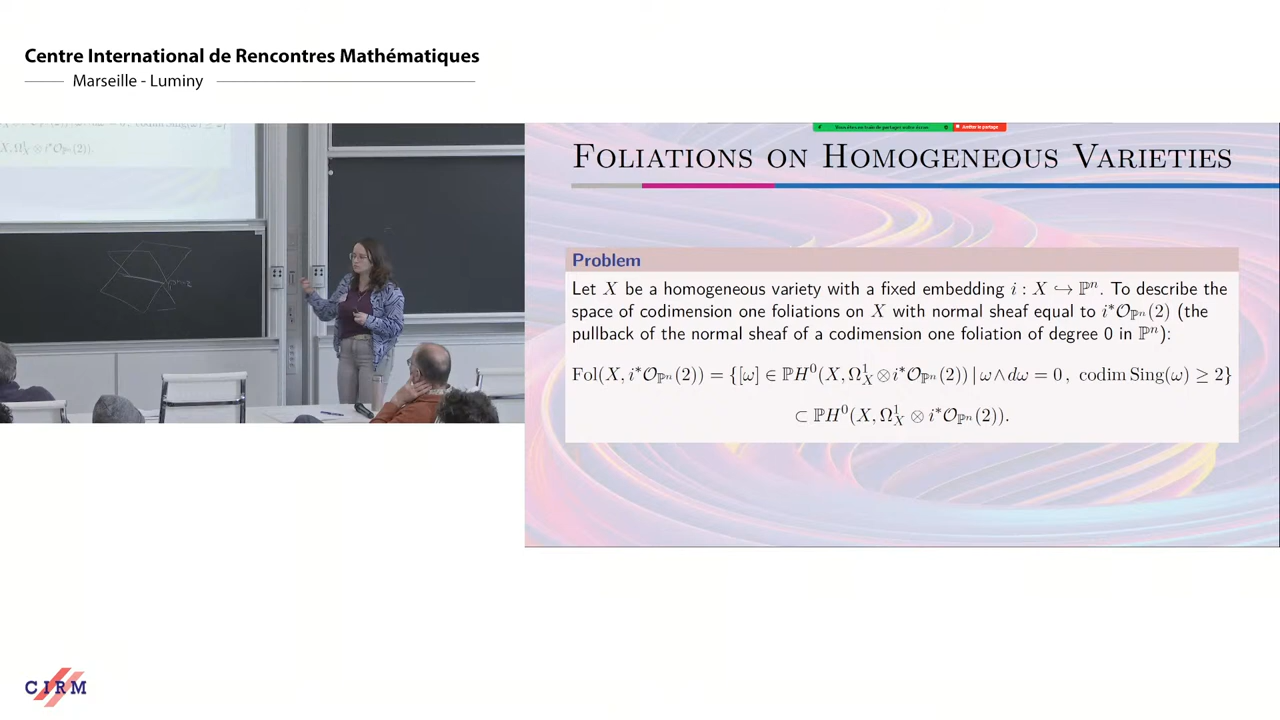 Centre International de Rencontres Mathématiques
Marseille - Luminy
FOLIATIONS ON HOMOGENEOUS VARIETIES
Problem
Let X be a homogeneous variety with a fixed embedding i : X ↪ ℙⁿ. To describe the
space of codimension one foliations on X with normal sheaf equal to i*𝒪_ℙⁿ(2) (the
pullback of the normal sheaf of a codimension one foliation of degree 0 in ℙⁿ):
Fol(X, i*𝒪_ℙⁿ(2)) = {[ω] ∈ ℙH⁰(X, Ω¹_X ⊗ i*𝒪_ℙⁿ(2)) | ω∧dω = 0 , codim Sing(ω) ≥ 2}
⊂ ℙH⁰(X, Ω¹_X ⊗ i*𝒪_ℙⁿ(2)).
CIRM